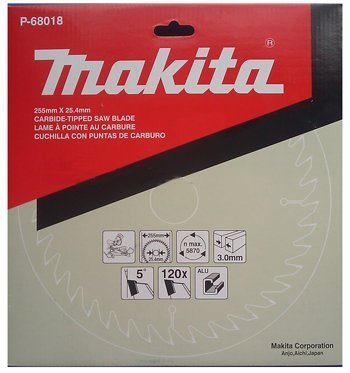 P-68018
makita®
255mm X 25.4mm
CARBIDE-TIPPED SAW BLADE
LAME À POINTE AU CARBURE
CUCHILLA CON PUNTAS DE CARBURO
255mm
25.4mm
n max.
5870
3.0mm
5°
120x
ALU
Makita Corporation
Anjo,Aichi,Japan